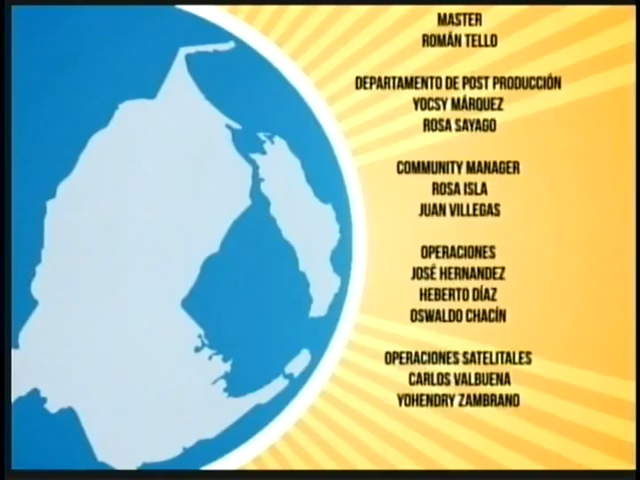 MASTER
ROMÁN TELLO
DEPARTAMENTO DE POST PRODUCCIÓN
YOCSY MÁRQUEZ
ROSA SAYAGO
COMMUNITY MANAGER
ROSA ISLA
JUAN VILLEGAS
OPERACIONES
JOSÉ HERNANDEZ
HEBERTO DÍAZ
OSWALDO CHACÍN
OPERACIONES SATELITALES
CARLOS VALBUENA
YOHENDRY ZAMBRANO